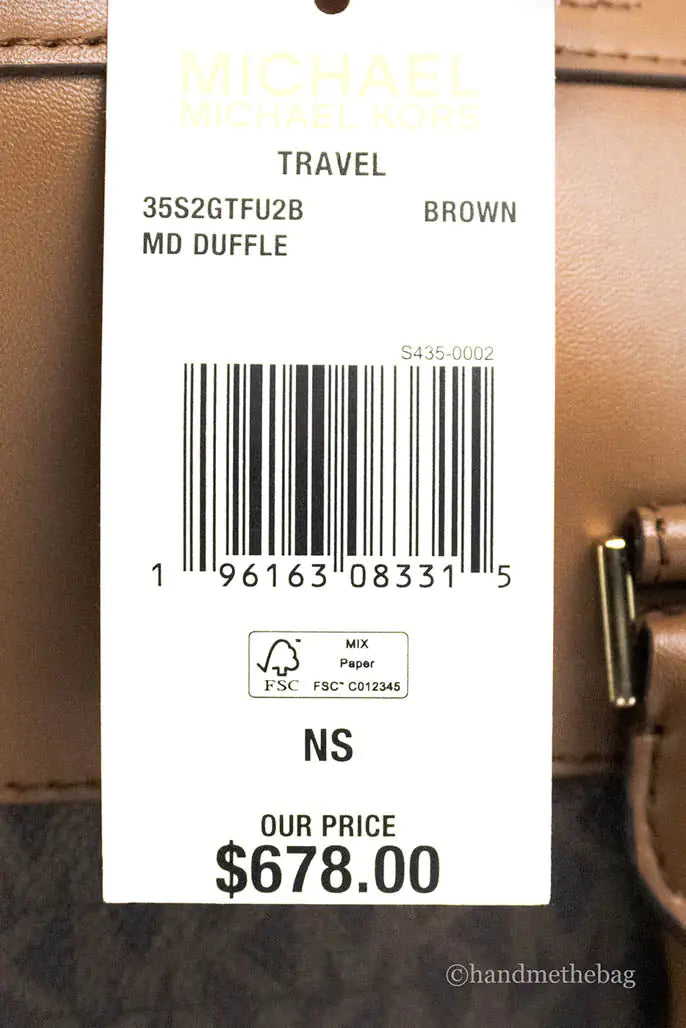 MICHAEL
MICHAEL KORS
TRAVEL
35S2GTFU2B BROWN
MD DUFFLE
S435-0002
1 96163 08331 5
MIX
Paper
FSC FSC™ C012345
NS
OUR PRICE
$678.00
©handmethebag